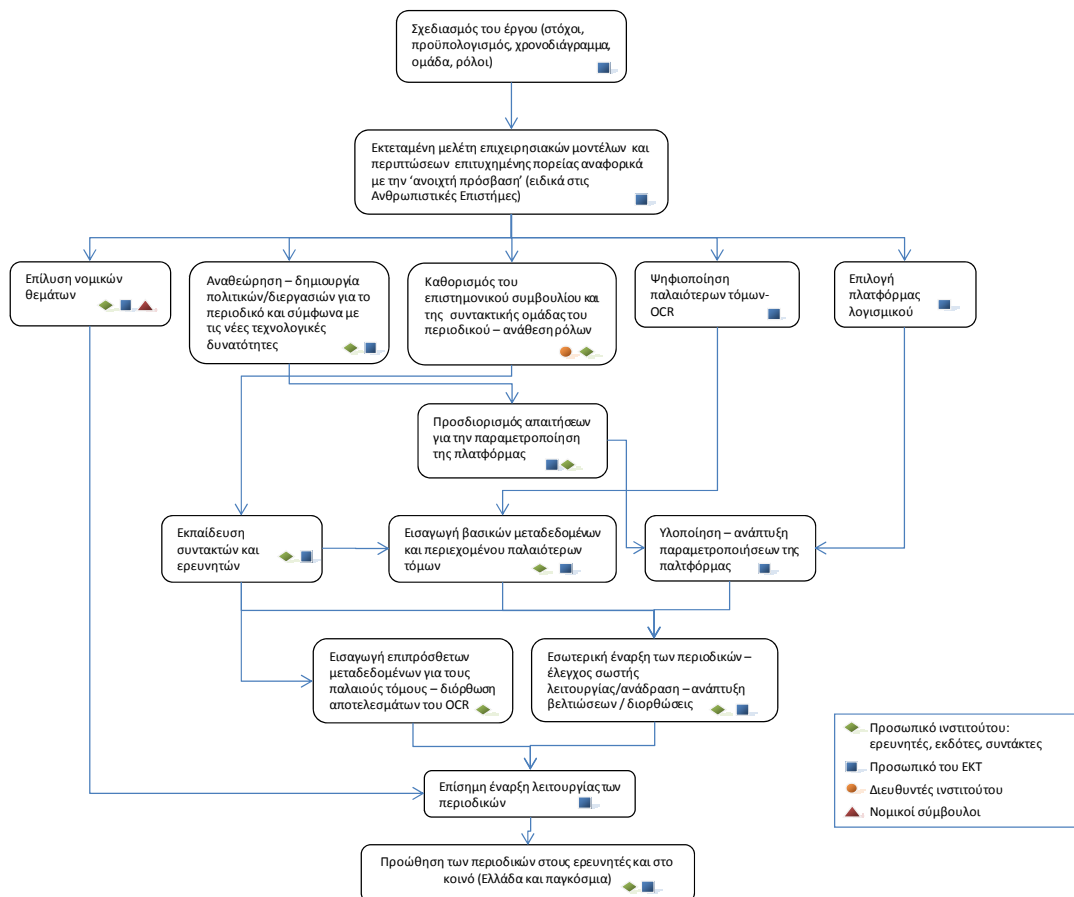 Σχεδιασμός του έργου (στόχοι,
προϋπολογισμός, χρονοδιάγραμμα,
ομάδα, ρόλοι)
Εκτεταμένη μελέτη επιχειρησιακών μοντέλων και
περιπτώσεων επιτυχημένης πορείας αναφορικά
με την ‘ανοιχτή πρόσβαση’ (ειδικά στις
Ανθρωπιστικές Επιστήμες)
Επίλυση νομικών
θεμάτων
Αναθεώρηση – δημιουργία
πολιτικών/διεργασιών για το
περιοδικό και σύμφωνα με
τις νέες τεχνολογικές
δυνατότητες
Καθορισμός του
επιστημονικού συμβουλίου και
της συντακτικής ομάδας του
περιοδικού – ανάθεση ρόλων
Ψηφιοποίηση
παλαιότερων τόμων-
OCR
Επιλογή
πλατφόρμας
λογισμικού
Προσδιορισμός απαιτήσεων
για την παραμετροποίηση
της πλατφόρμας
Εκπαίδευση
συντακτών και
ερευνητών
Εισαγωγή βασικών μεταδεδομένων
και περιεχομένου παλαιότερων
τόμων
Υλοποίηση – ανάπτυξη
παραμετροποιήσεων της
παλτφόρμας
Εισαγωγή επιπρόσθετων
μεταδεδομένων για τους
παλαιούς τόμους – διόρθωση
αποτελεσμάτων του OCR
Εσωτερική έναρξη των περιοδικών –
έλεγχος σωστής
λειτουργίας/ανάδραση – ανάπτυξη
βελτιώσεων / διορθώσεις
Προσωπικό ινστιτούτου:
ερευνητές, εκδότες, συντάκτες
Προσωπικό του ΕΚΤ
Διευθυντές ινστιτούτου
Νομικοί σύμβουλοι
Επίσημη έναρξη λειτουργίας των
περιοδικών
Προώθηση των περιοδικών στους ερευνητές και στο
κοινό (Ελλάδα και παγκόσμια)